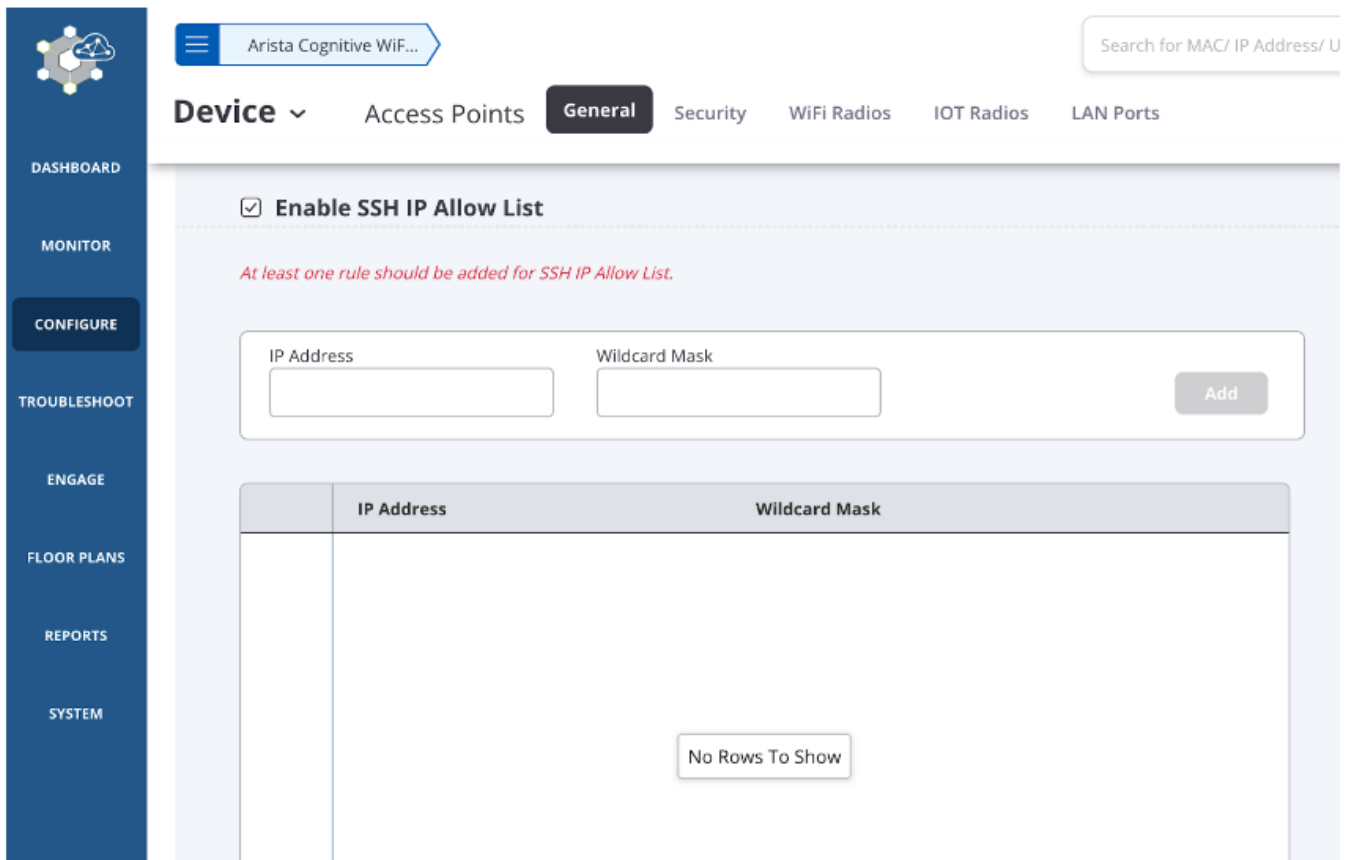 Arista Cognitive WiF...
Search for MAC/ IP Address/ U
Device
Access Points
General
Security
WiFi Radios
IOT Radios
LAN Ports
DASHBOARD
MONITOR
CONFIGURE
TROUBLESHOOT
ENGAGE
FLOOR PLANS
REPORTS
SYSTEM
Enable SSH IP Allow List
At least one rule should be added for SSH IP Allow List.
IP Address
Wildcard Mask
Add
IP Address
Wildcard Mask
No Rows To Show